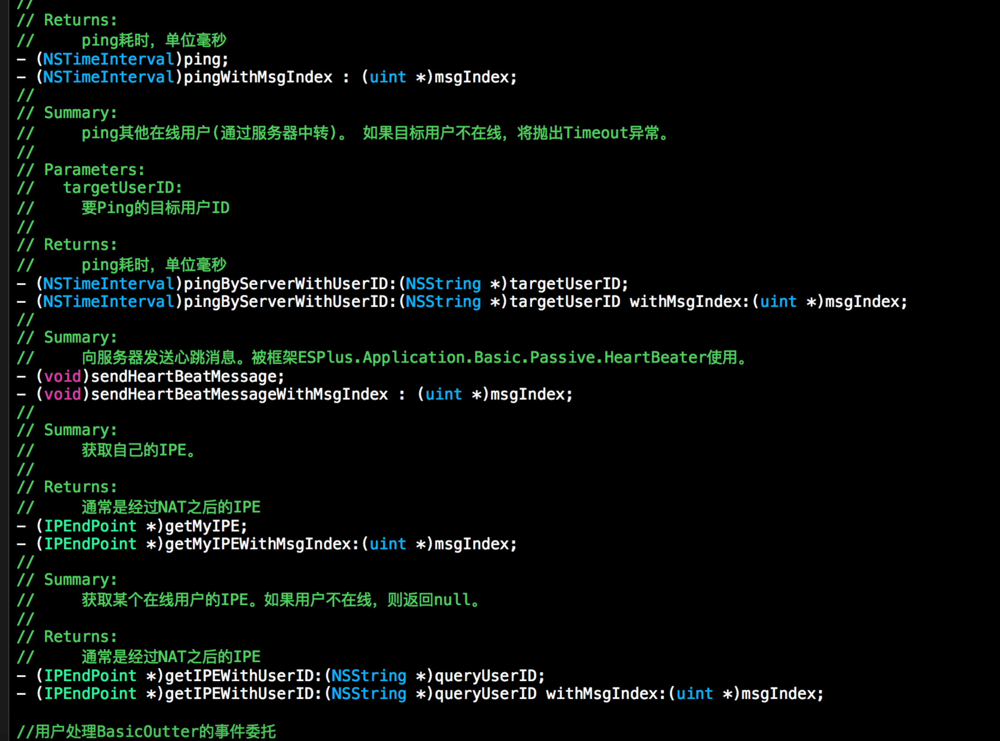 //
// Returns:
//     ping耗时，单位毫秒
- (NSTimeInterval)ping;
- (NSTimeInterval)pingWithMsgIndex : (uint *)msgIndex;
//
// Summary:
//     ping其他在线用户(通过服务器中转)。 如果目标用户不在线，将抛出Timeout异常。
//
// Parameters:
//   targetUserID:
//     要Ping的目标用户ID
//
// Returns:
//     ping耗时，单位毫秒
- (NSTimeInterval)pingByServerWithUserID:(NSString *)targetUserID;
- (NSTimeInterval)pingByServerWithUserID:(NSString *)targetUserID withMsgIndex:(uint *)msgIndex;
//
// Summary:
//     向服务器发送心跳消息。被框架ESPlus.Application.Basic.Passive.HeartBeater使用。
- (void)sendHeartBeatMessage;
- (void)sendHeartBeatMessageWithMsgIndex : (uint *)msgIndex;
//
// Summary:
//     获取自己的IPE。
//
// Returns:
//     通常是经过NAT之后的IPE
- (IPEndPoint *)getMyIPE;
- (IPEndPoint *)getMyIPEWithMsgIndex:(uint *)msgIndex;
//
// Summary:
//     获取某个在线用户的IPE。如果用户不在线，则返回null。
//
// Returns:
//     通常是经过NAT之后的IPE
- (IPEndPoint *)getIPEWithUserID:(NSString *)queryUserID;
- (IPEndPoint *)getIPEWithUserID:(NSString *)queryUserID withMsgIndex:(uint *)msgIndex;
//用户处理BasicOutter的事件委托